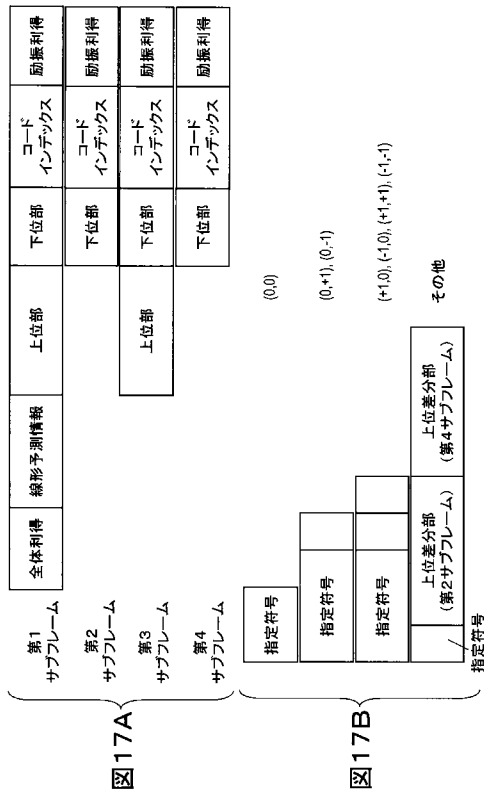 図17A
第1
サブフレーム
全体利得
線形予測情報
上位部
下位部
コード
インデックス
励振利得
第2
サブフレーム
下位部
コード
インデックス
励振利得
第3
サブフレーム
上位部
下位部
コード
インデックス
励振利得
第4
サブフレーム
下位部
コード
インデックス
励振利得
図17B
指定符号
(0,0)
指定符号
(0,+1), (0,-1)
指定符号
(+1,0), (-1,0), (+1,+1), (-1,-1)
指定符号
上位差分部
(第2サブフレーム)
上位差分部
(第4サブフレーム)
その他